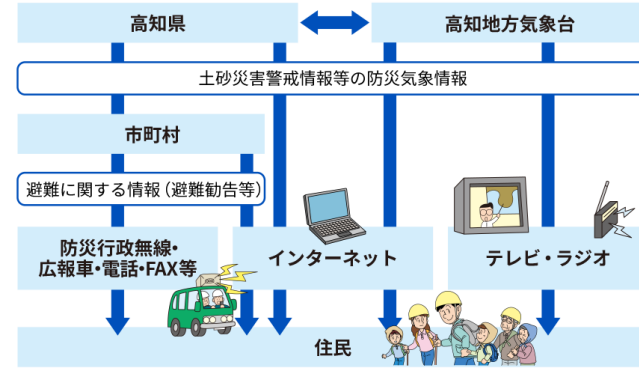 高知県
高知地方気象台
土砂災害警戒情報等の防災気象情報
市町村
避難に関する情報（避難勧告等）
防災行政無線・
広報車・電話・FAX等
インターネット
テレビ・ラジオ
住民